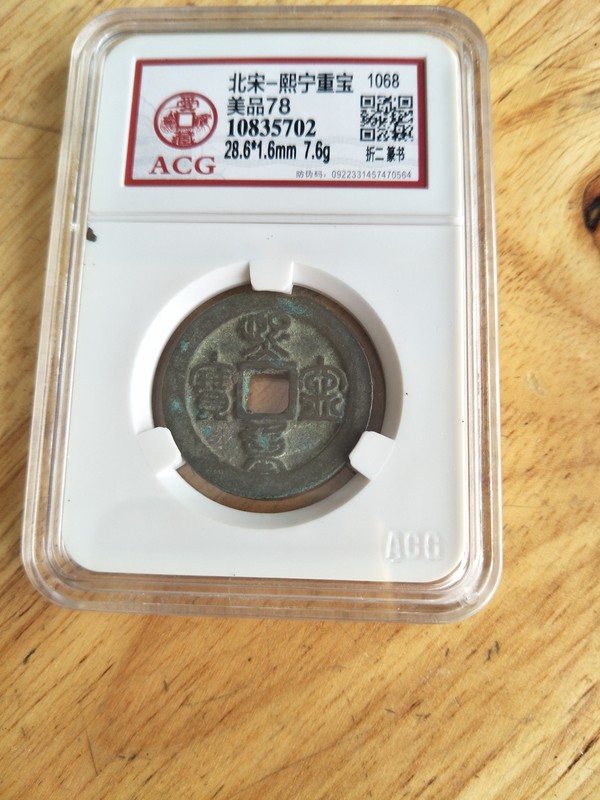 北宋-熙宁重宝 1068
美品78
10835702
28.6*1.6mm 7.6g
折二 篆书
防伪码：0922331457470564
ACG
熙
寶 寧
重
ACG